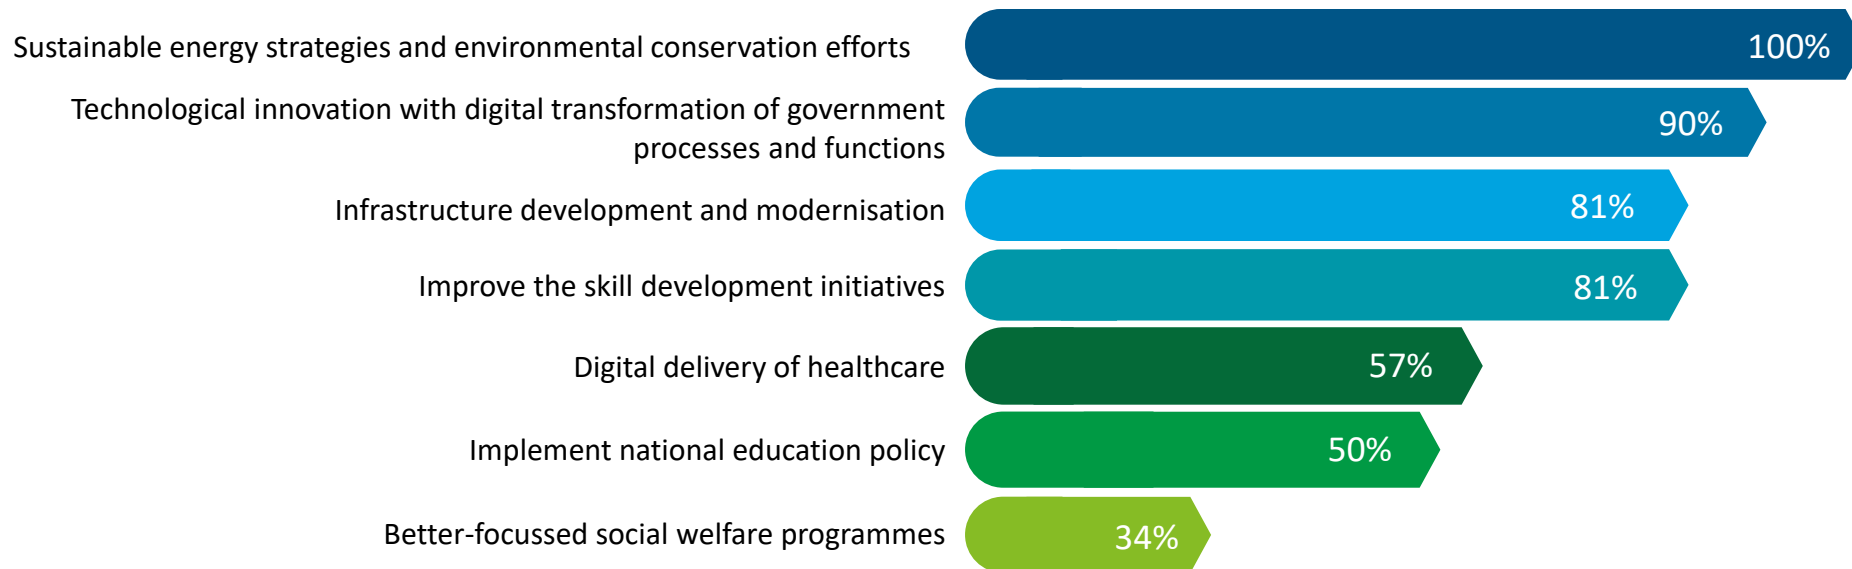 Sustainable energy strategies and environmental conservation efforts
100%
Technological innovation with digital transformation of government
processes and functions
90%
Infrastructure development and modernisation
81%
Improve the skill development initiatives
81%
Digital delivery of healthcare
57%
Implement national education policy
50%
Better-focussed social welfare programmes
34%